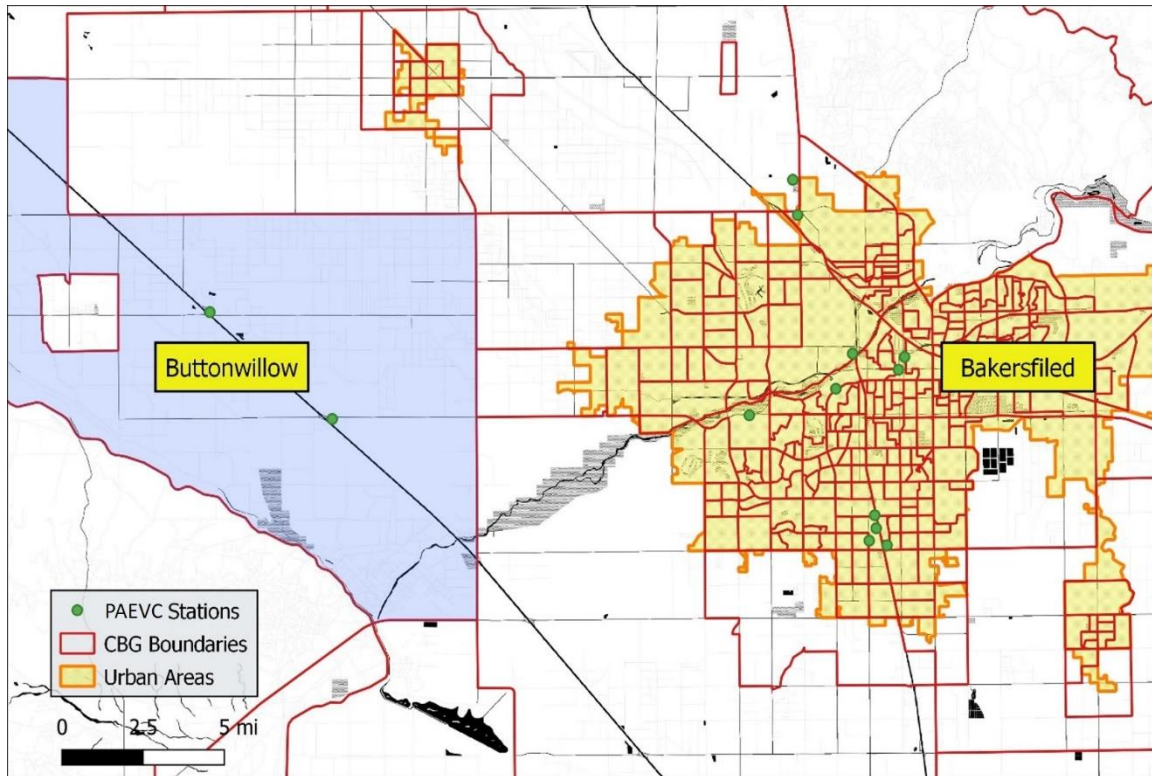 Buttonwillow
Bakersfiled
PAEVC Stations
CBG Boundaries
Urban Areas
0 2.5 5 mi